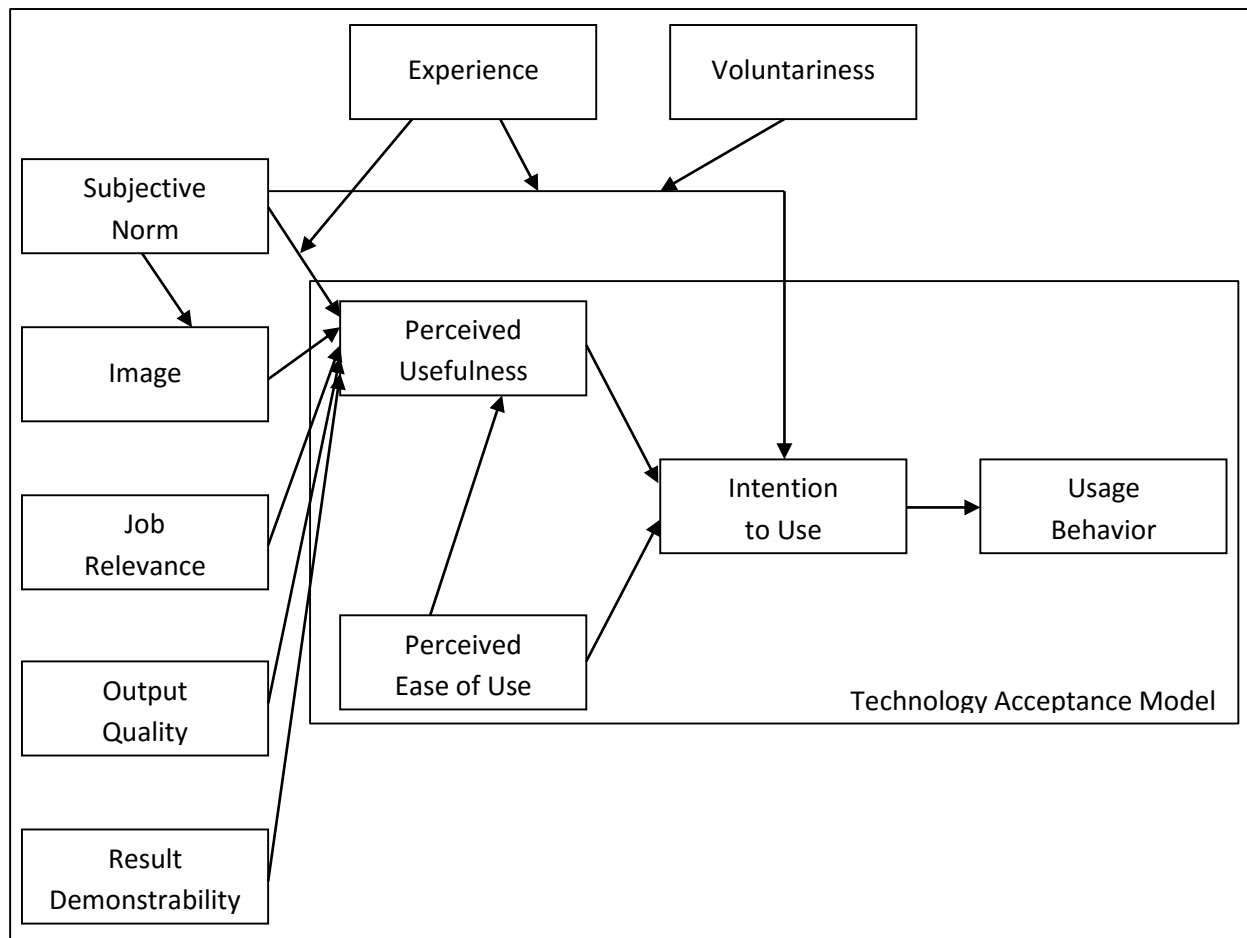 Experience
Voluntariness
Subjective
Norm
Image
Perceived
Usefulness
Job
Relevance
Intention
to Use
Usage
Behavior
Output
Quality
Perceived
Ease of Use
Technology Acceptance Model
Result
Demonstrability